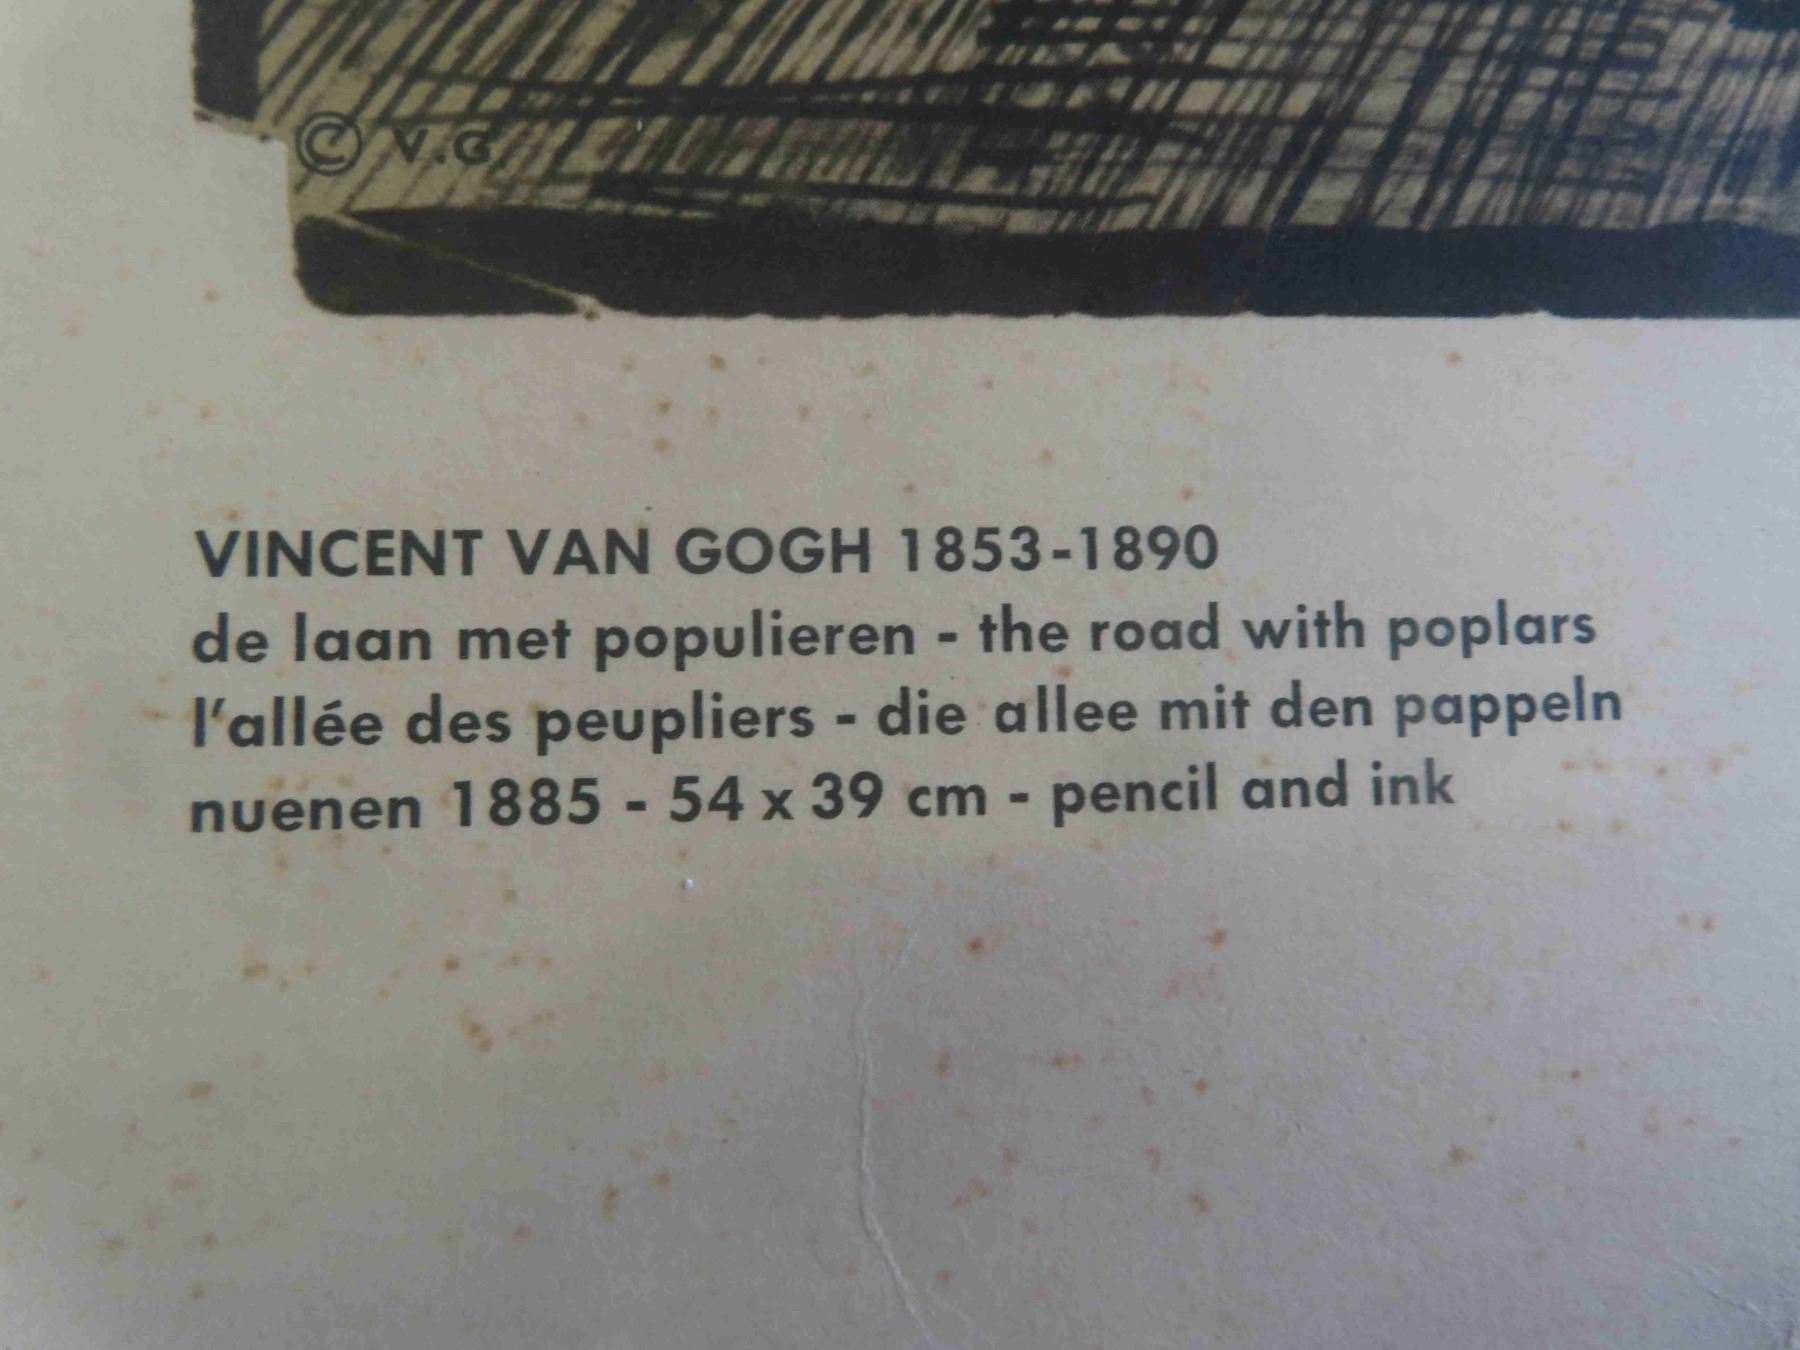 © V.G.
VINCENT VAN GOGH 1853-1890
de laan met populieren - the road with poplars
l'allée des peupliers - die allee mit den pappeln
nuenen 1885 - 54 x 39 cm - pencil and ink